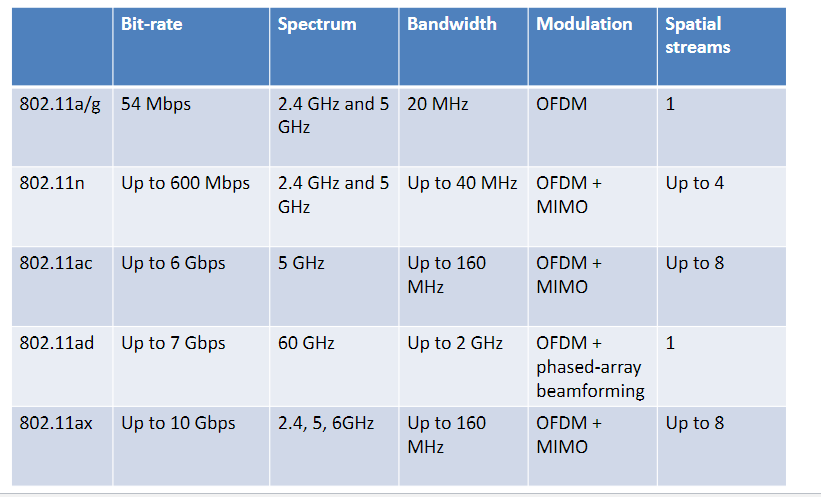 Bit-rate Spectrum Bandwidth Modulation Spatial
streams
802.11a/g 54 Mbps 2.4 GHz and 5 20 MHz OFDM 1
GHz
802.11n Up to 600 Mbps 2.4 GHz and 5 Up to 40 MHz OFDM + Up to 4
GHz MIMO
802.11ac Up to 6 Gbps 5 GHz Up to 160 OFDM + Up to 8
MHz MIMO
802.11ad Up to 7 Gbps 60 GHz Up to 2 GHz OFDM + 1
phased-array
beamforming
802.11ax Up to 10 Gbps 2.4, 5, 6GHz Up to 160 OFDM + Up to 8
MHz MIMO